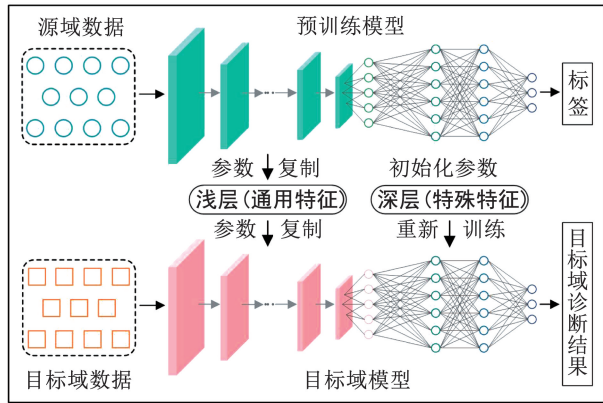 源域数据
预训练模型
标签
参数 复制
初始化参数
浅层(通用特征)
深层(特殊特征)
参数 复制
重新 训练
目标域诊断结果
目标域数据
目标域模型